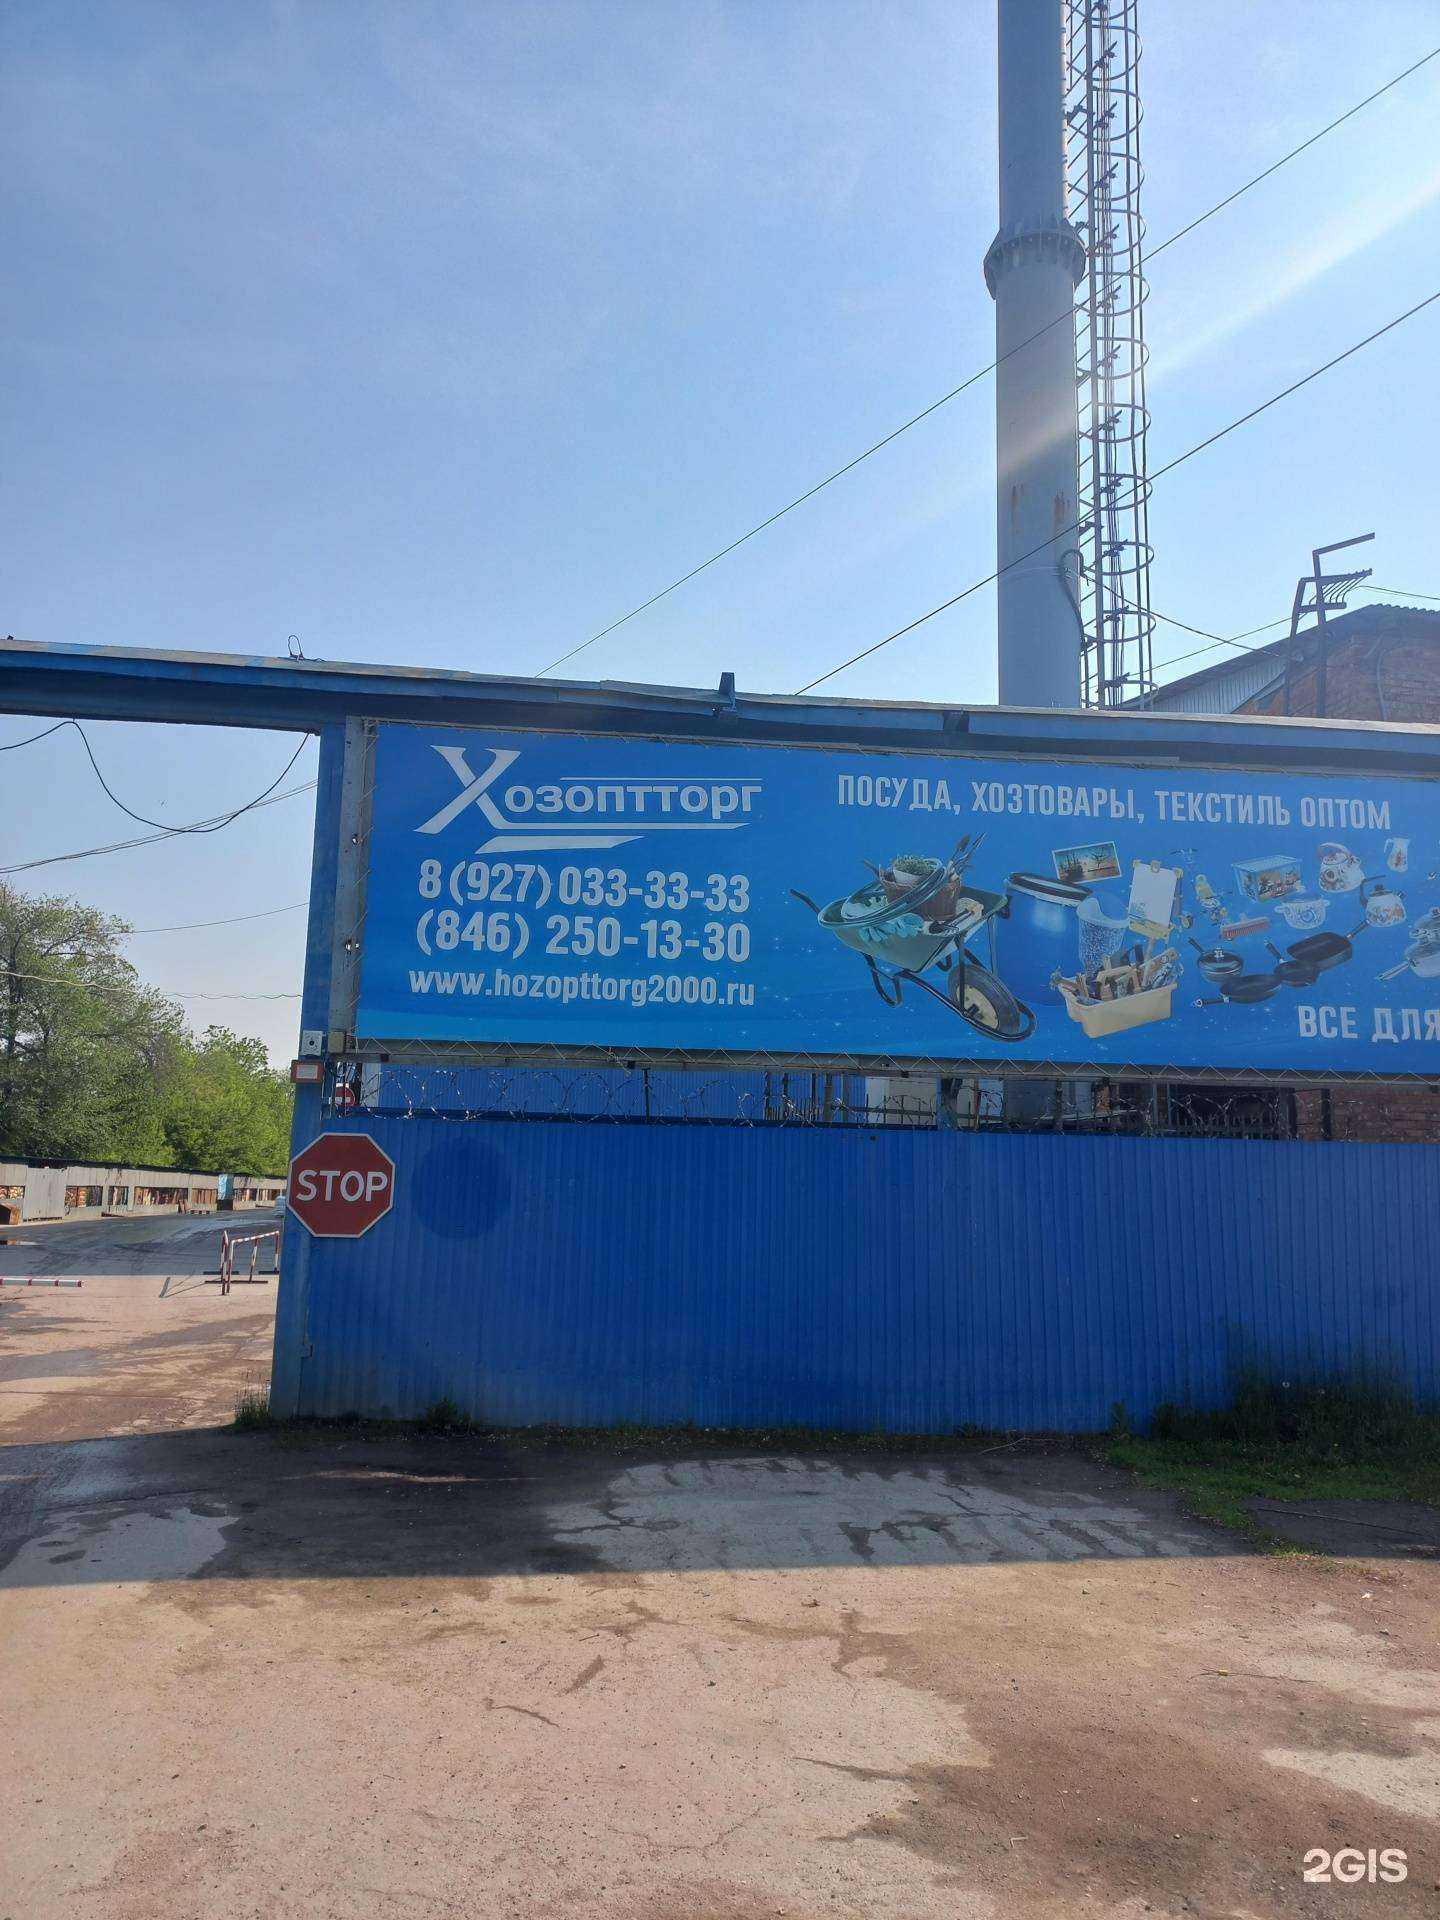 Хозоптторг
8 (927) 033-33-33
(846) 250-13-30
www.hozopttorg2000.ru
ПОСУДА, ХОЗТОВАРЫ, ТЕКСТИЛЬ ОПТОМ
ВСЕ ДЛЯ
STOP
2GIS